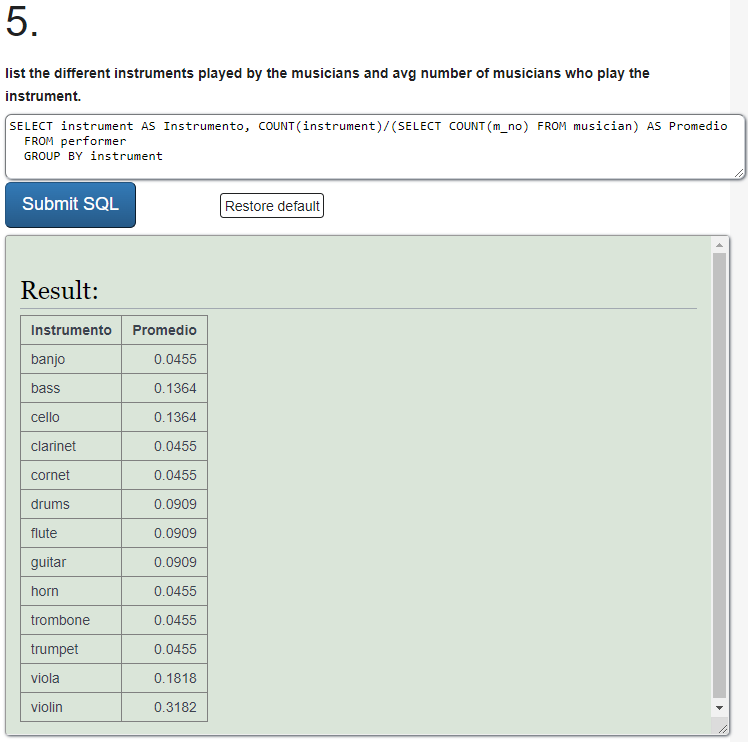 5.
list the different instruments played by the musicians and avg number of musicians who play the
instrument.
SELECT instrument AS Instrumento, COUNT(instrument)/(SELECT COUNT(m_no) FROM musician) AS Promedio
FROM performer
GROUP BY instrument
Submit SQL Restore default
Result:
Instrumento Promedio
banjo 0.0455
bass 0.1364
cello 0.1364
clarinet 0.0455
cornet 0.0455
drums 0.0909
flute 0.0909
guitar 0.0909
horn 0.0455
trombone 0.0455
trumpet 0.0455
viola 0.1818
violin 0.3182